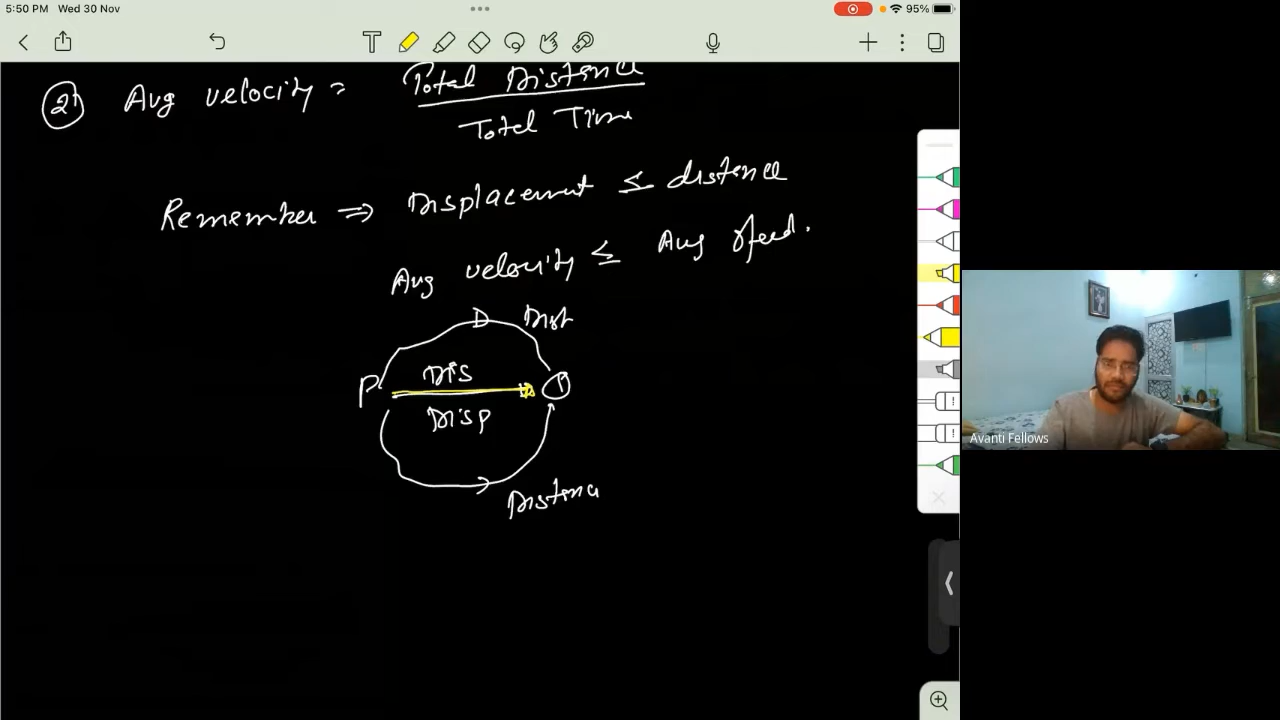 5:50 PM Wed 30 Nov
95%
T
2 Avg velocity = Total Distance
Total Time
Remember ⇒ Displacement ≤ distance
Avg velocity ≤ Avg speed.
D Dist
P DIS
Disp
Distance
Avanti Fellows